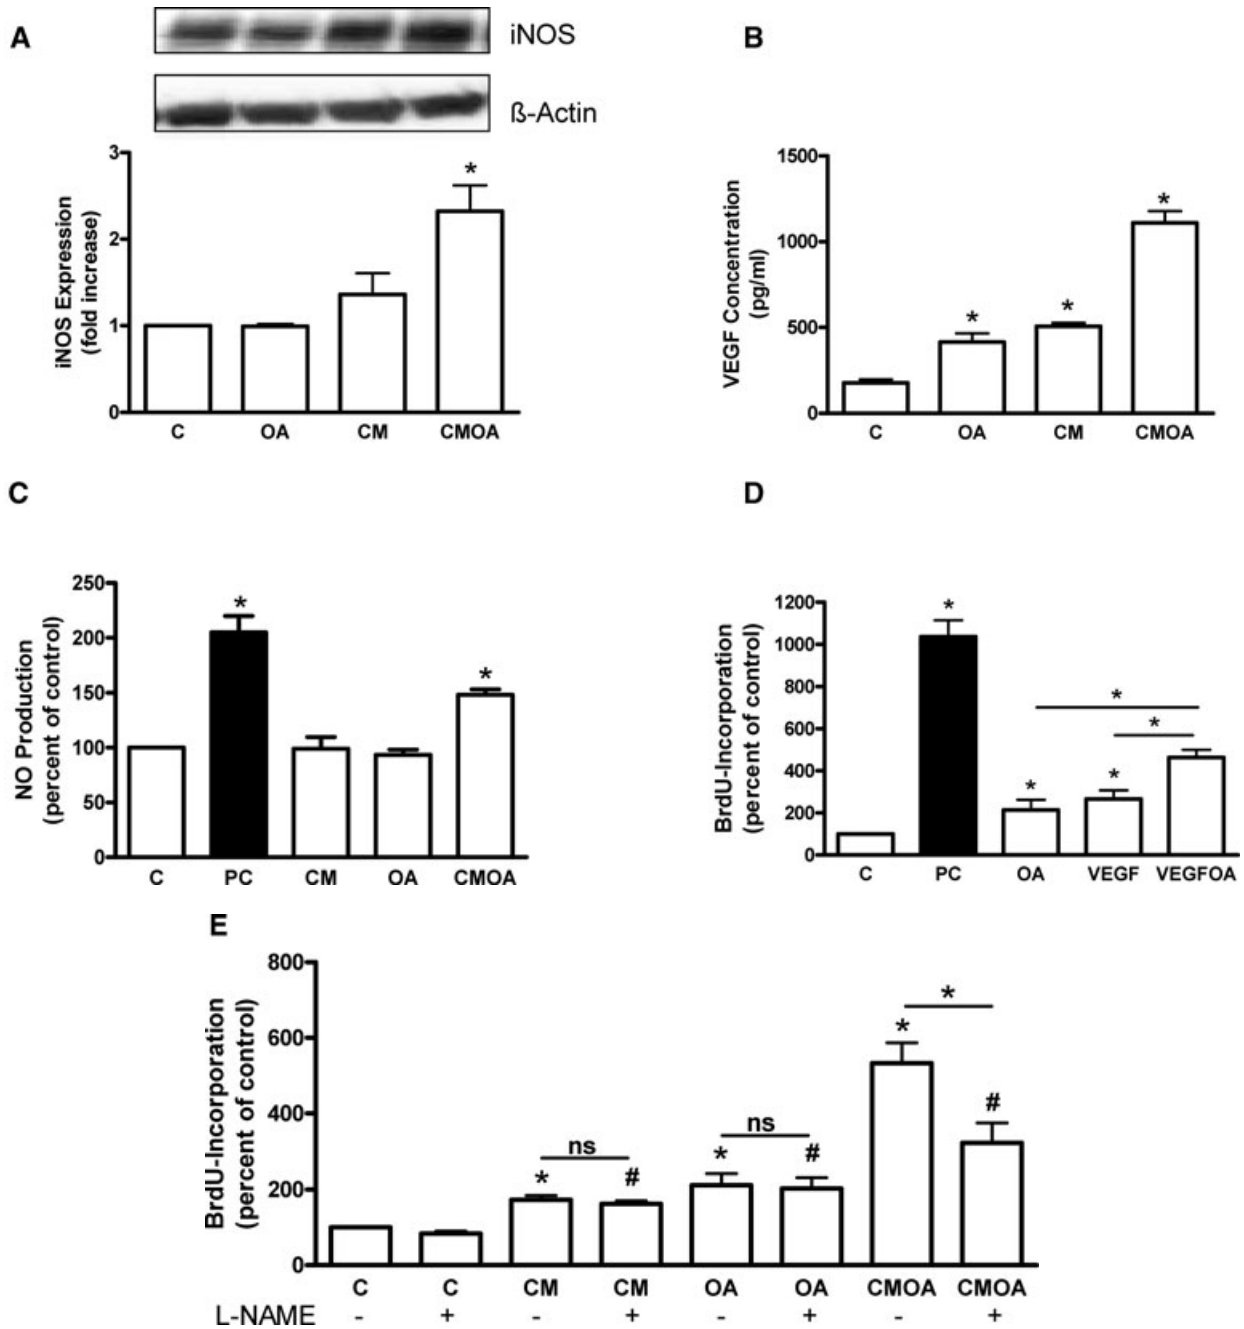 A
iNOS
ß-Actin
iNOS Expression
(fold increase)
3
2
1
0
*
C OA CM CMOA
B
VEGF Concentration
(pg/ml)
1500
1000
500
0
* * *
C OA CM CMOA
C
NO Production
(percent of control)
250
200
150
100
50
0
* *
C PC CM OA CMOA
D
BrdU-Incorporation
(percent of control)
1200
1000
800
600
400
200
0
* * * * *
C PC OA VEGF VEGFOA
E
BrdU-Incorporation
(percent of control)
800
600
400
200
0
*
* #
ns
* #
ns
* #
C C CM CM OA OA CMOA CMOA
L-NAME - + - + - + - +